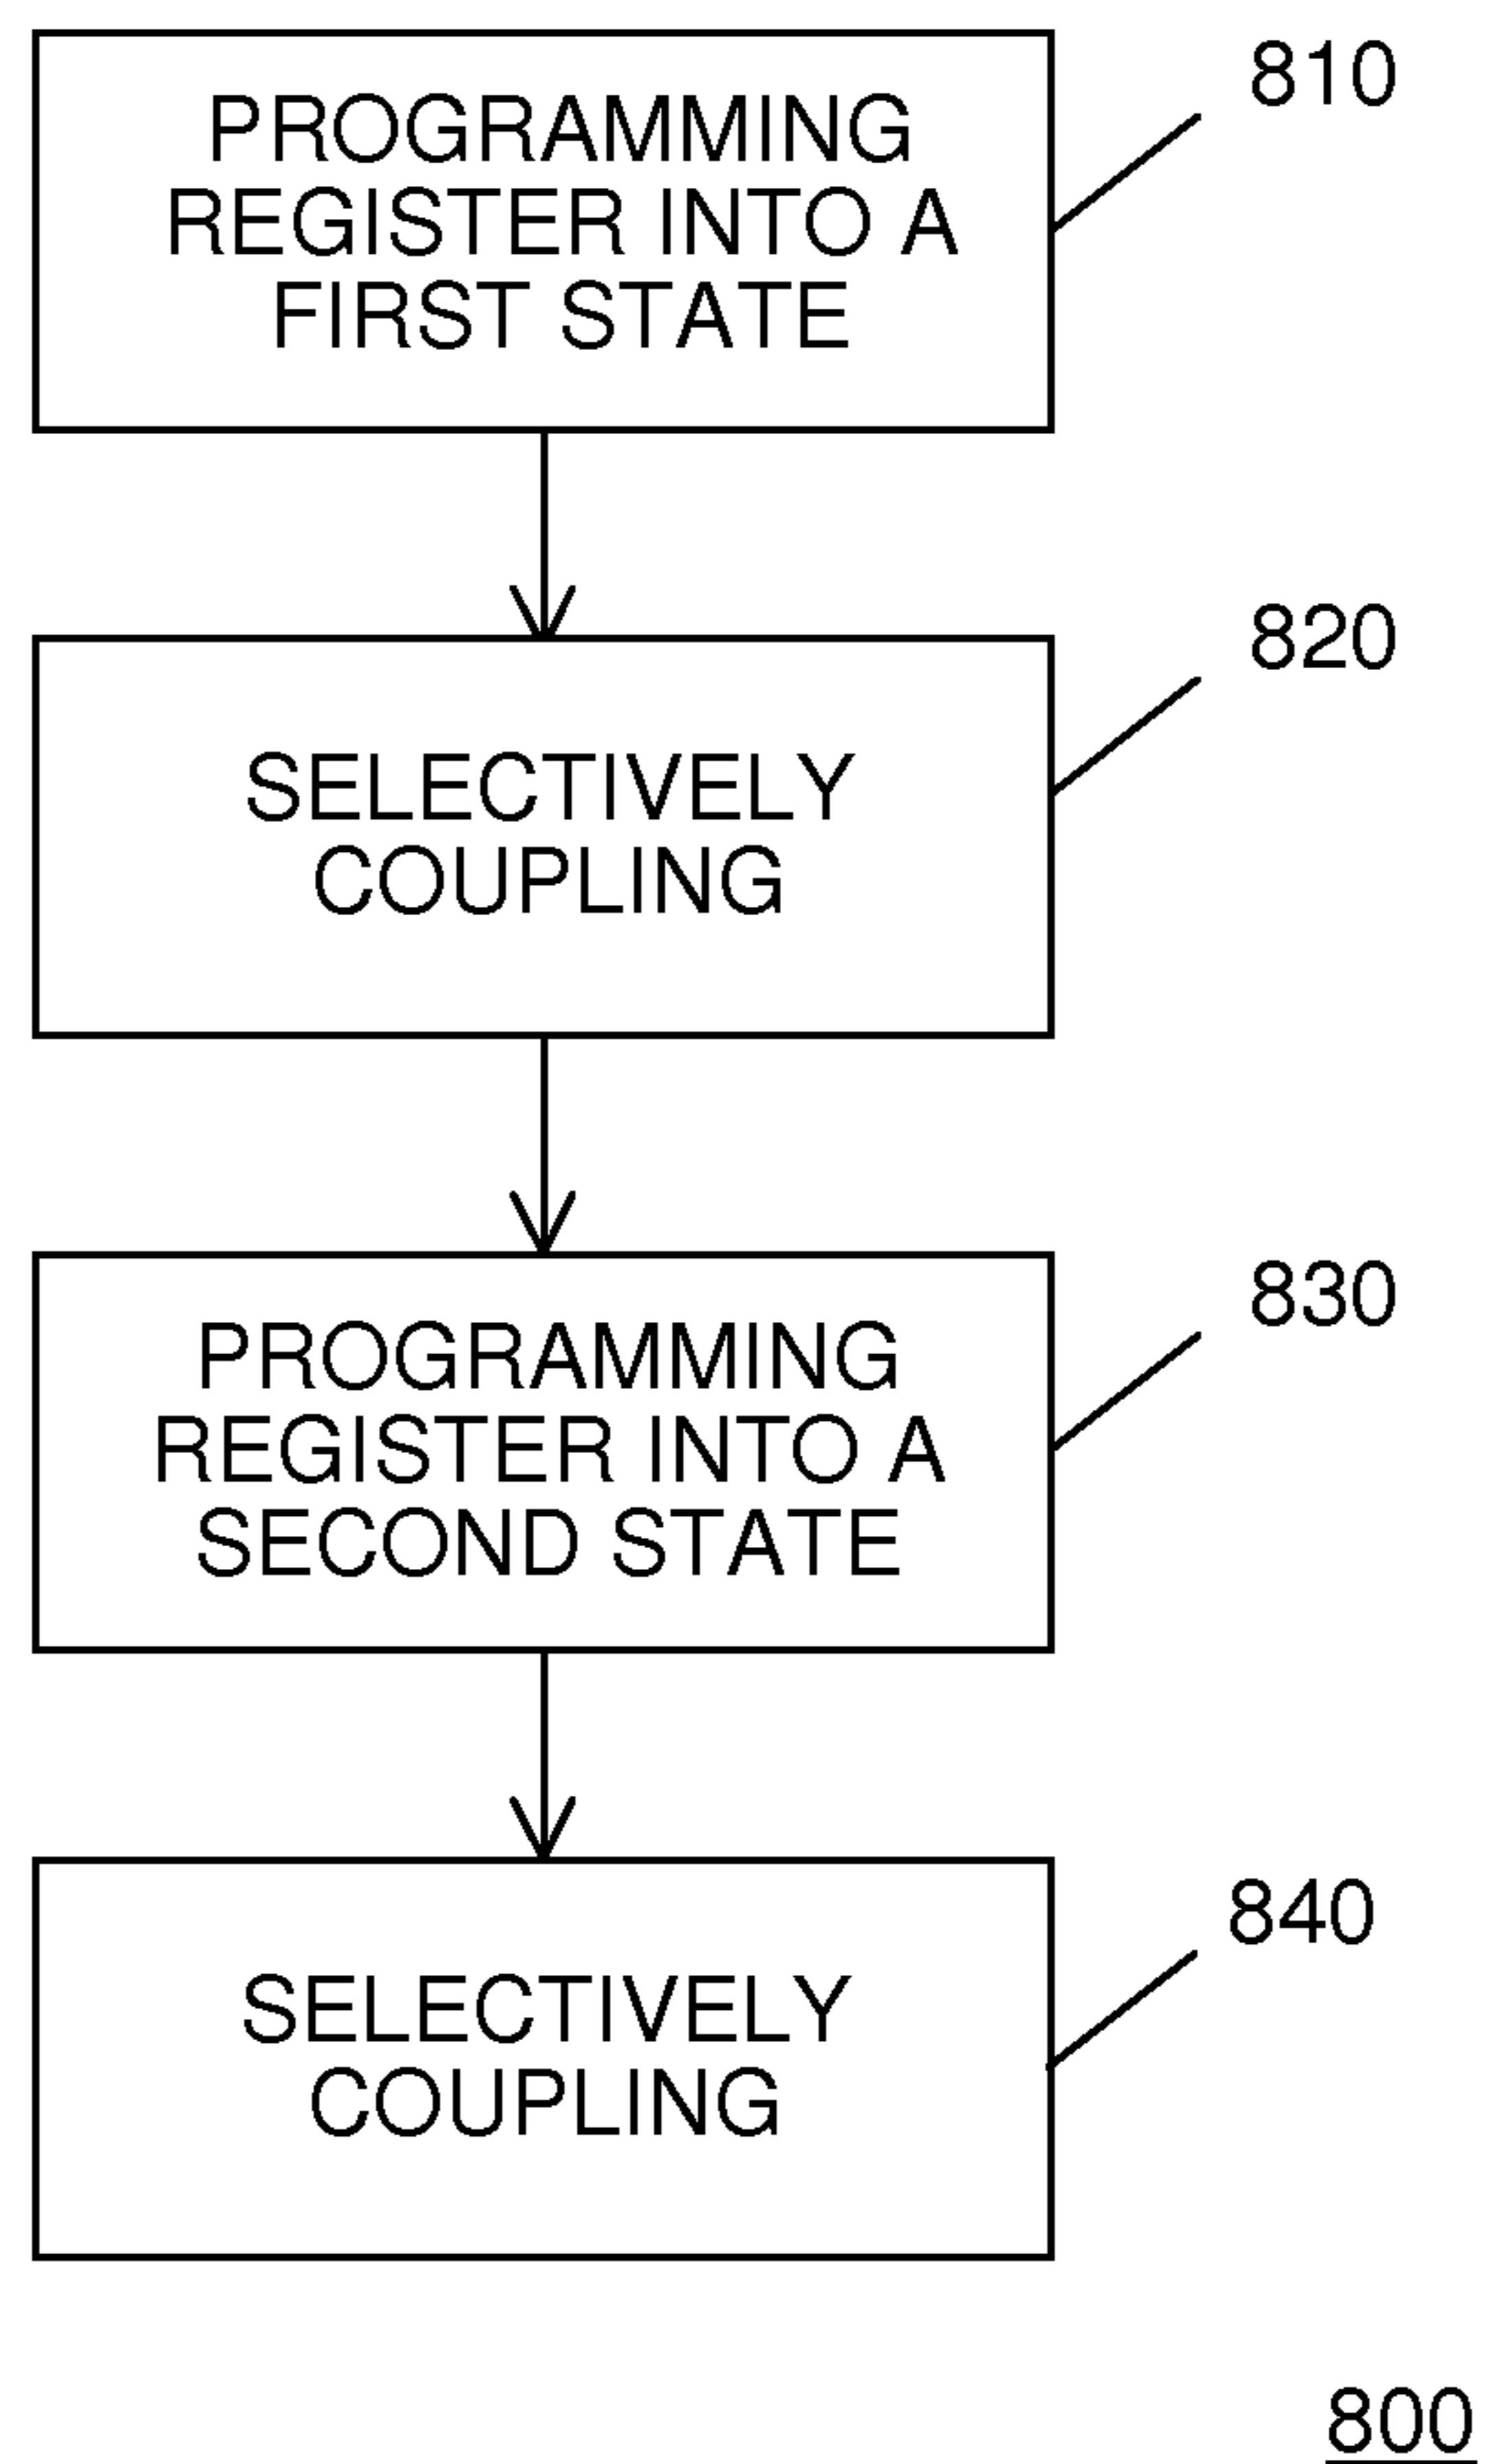 810
PROGRAMMING
REGISTER INTO A
FIRST STATE
820
SELECTIVELY
COUPLING
830
PROGRAMMING
REGISTER INTO A
SECOND STATE
840
SELECTIVELY
COUPLING
800